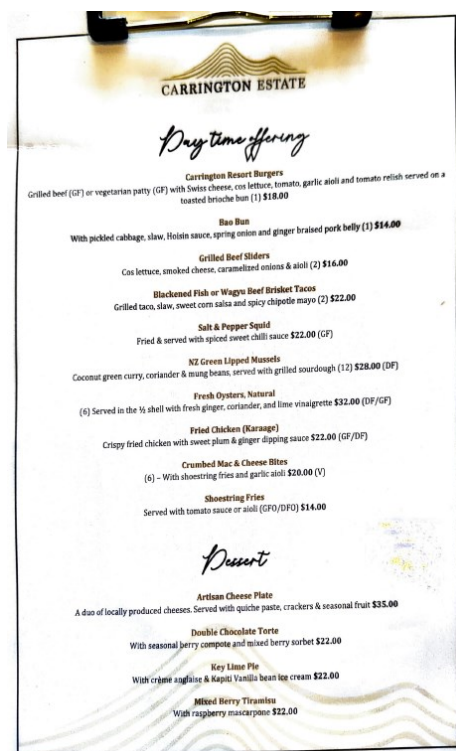 CARRINGTON ESTATE
Day time offering
Carrington Resort Burgers
Grilled beef (GF) or vegetarian patty (GF) with Swiss cheese, cos lettuce, tomato, garlic aioli and tomato relish served on a
toasted brioche bun (1) $18.00
Bao Bun
With pickled cabbage, slaw, Hoisin sauce, spring onion and ginger braised pork belly (1) $14.00
Grilled Beef Sliders
Cos lettuce, smoked cheese, caramelized onions & aioli (2) $16.00
Blackened Fish or Wagyu Beef Brisket Tacos
Grilled taco, slaw, sweet corn salsa and spicy chipotle mayo (2) $22.00
Salt & Pepper Squid
Fried & served with spiced sweet chilli sauce $22.00 (GF)
NZ Green Lipped Mussels
Coconut green curry, coriander & mung beans, served with grilled sourdough (12) $28.00 (DF)
Fresh Oysters, Natural
(6) Served in the ½ shell with fresh ginger, coriander, and lime vinaigrette $32.00 (DF/GF)
Fried Chicken (Karaage)
Crispy fried chicken with sweet plum & ginger dipping sauce $22.00 (GF/DF)
Crumbed Mac & Cheese Bites
(6) – With shoestring fries and garlic aioli $20.00 (V)
Shoestring Fries
Served with tomato sauce or aioli (GFO/DFO) $14.00
Dessert
Artisan Cheese Plate
A duo of locally produced cheeses. Served with quiche paste, crackers & seasonal fruit $35.00
Double Chocolate Torte
With seasonal berry compote and mixed berry sorbet $22.00
Key Lime Pie
With crème anglaise & Kapiti Vanilla bean ice cream $22.00
Mixed Berry Tiramisu
With raspberry mascarpone $22.00